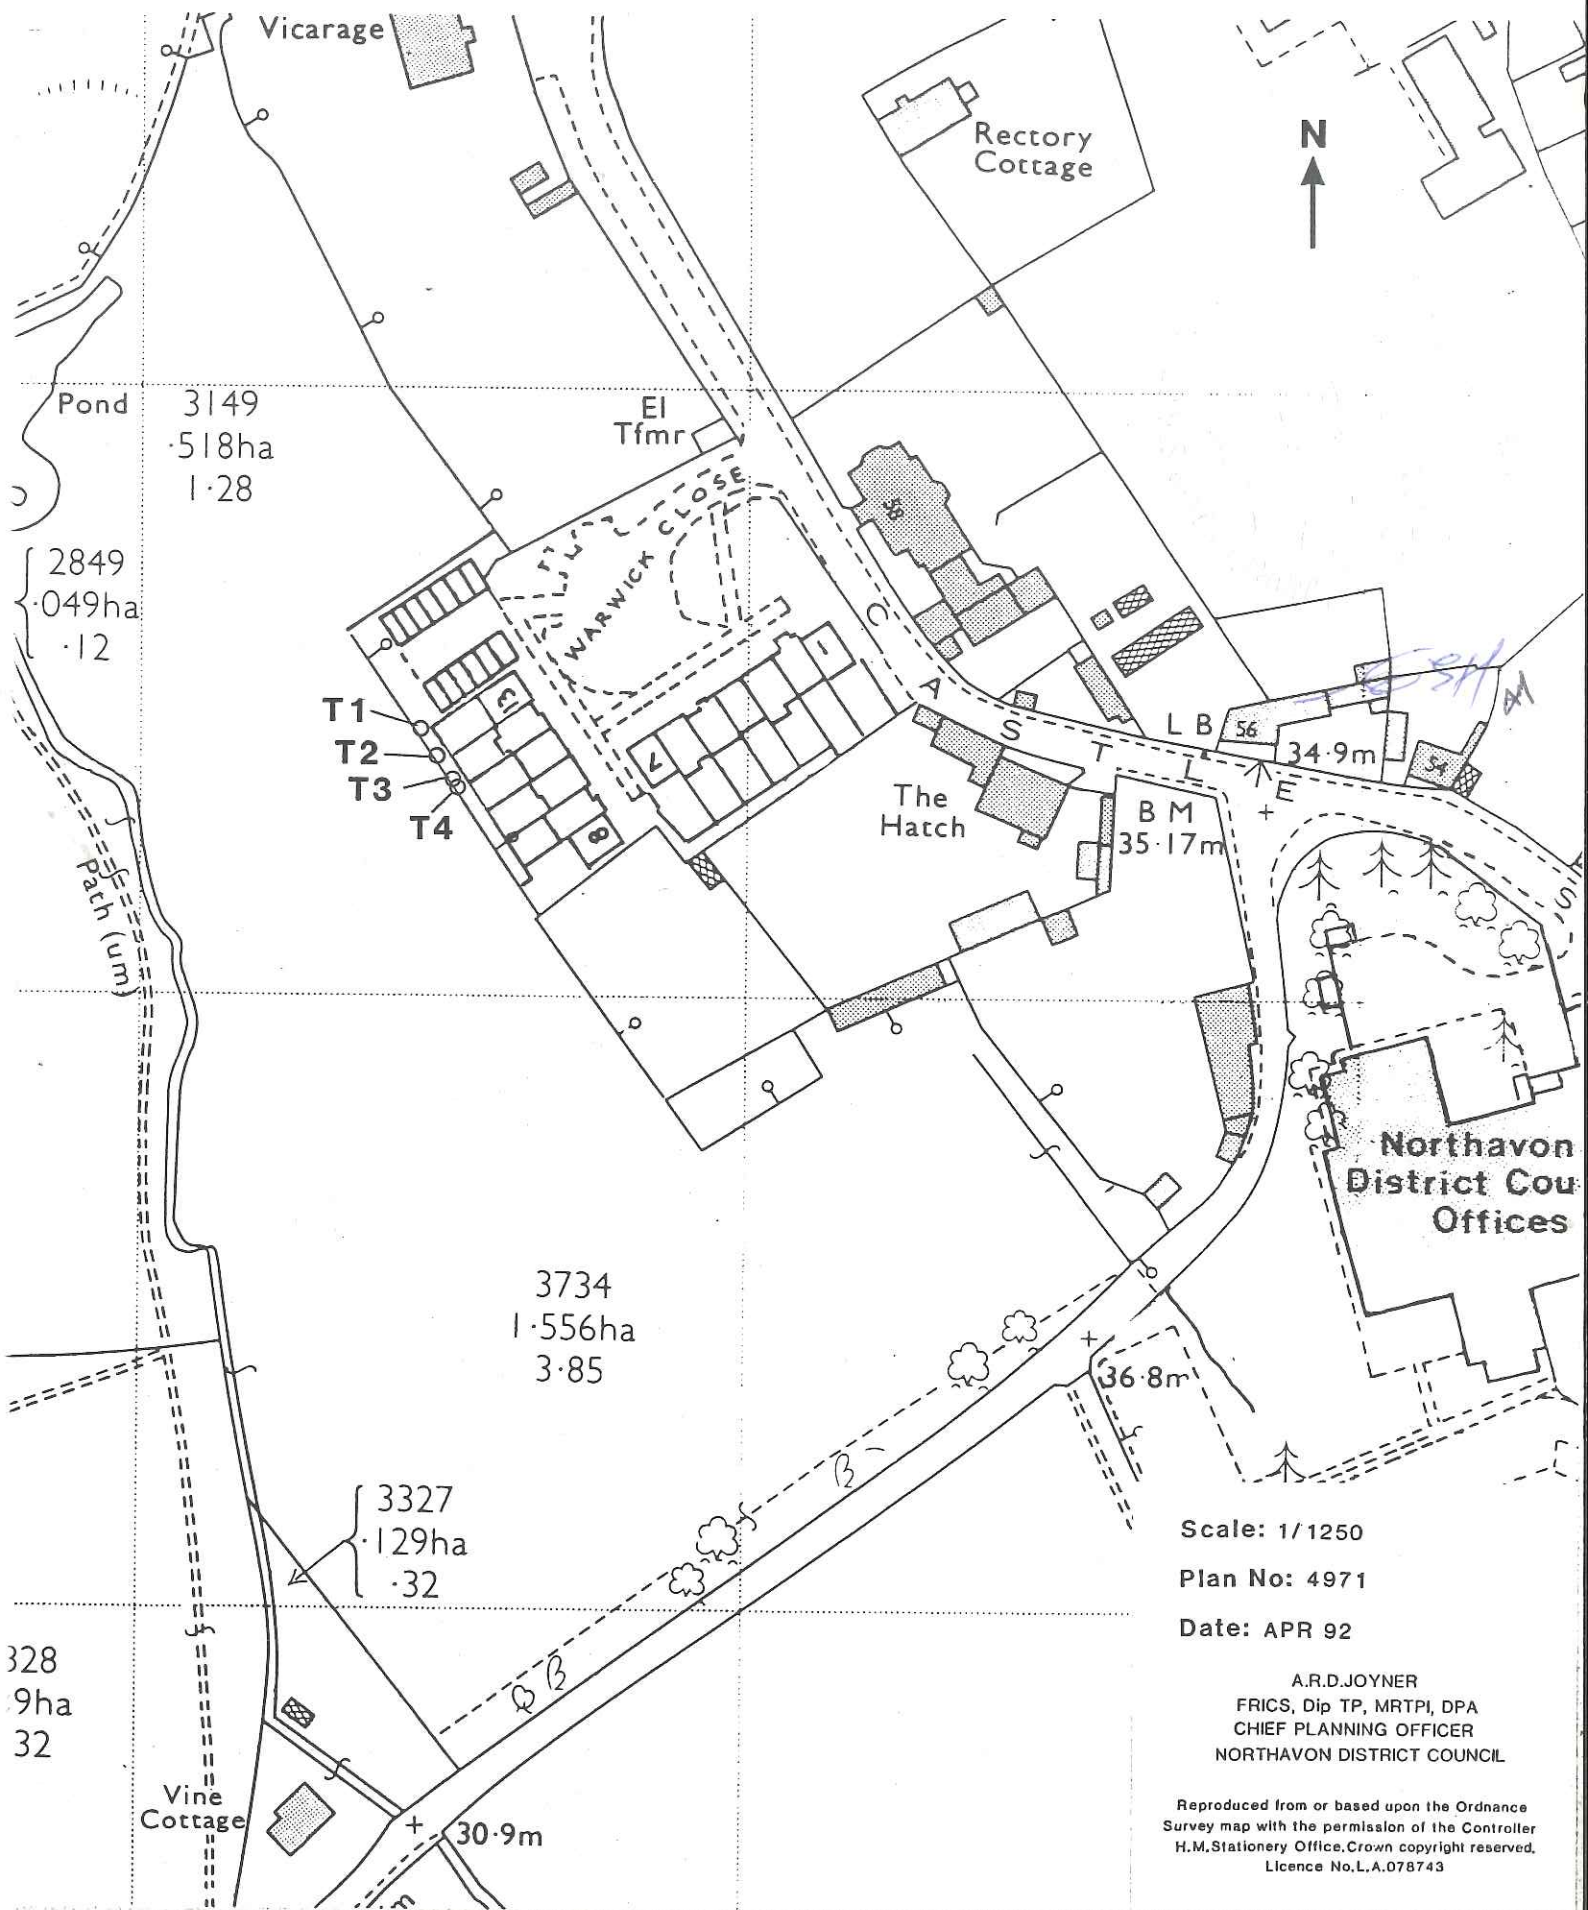 Vicarage
Rectory
Cottage
N
Pond
3149
·518ha
1·28
El
Tfmr
WARWICK CLOSE
58
2849
·049ha
·12
13
1
7
8
T1
T2
T3
T4
CASTLE S
L B
56
34·9m
54
The
Hatch
B M
35·17m
Path (um)
Northavon
District Cou
Offices
3734
1·556ha
3·85
36·8m
3327
·129ha
·32
328
9ha
32
Vine
Cottage
30·9m
m
Scale: 1/1250
Plan No: 4971
Date: APR 92
A.R.D.JOYNER
FRICS, Dip TP, MRTPI, DPA
CHIEF PLANNING OFFICER
NORTHAVON DISTRICT COUNCIL
Reproduced from or based upon the Ordnance
Survey map with the permission of the Controller
H.M.Stationery Office.Crown copyright reserved.
Licence No.L.A.078743